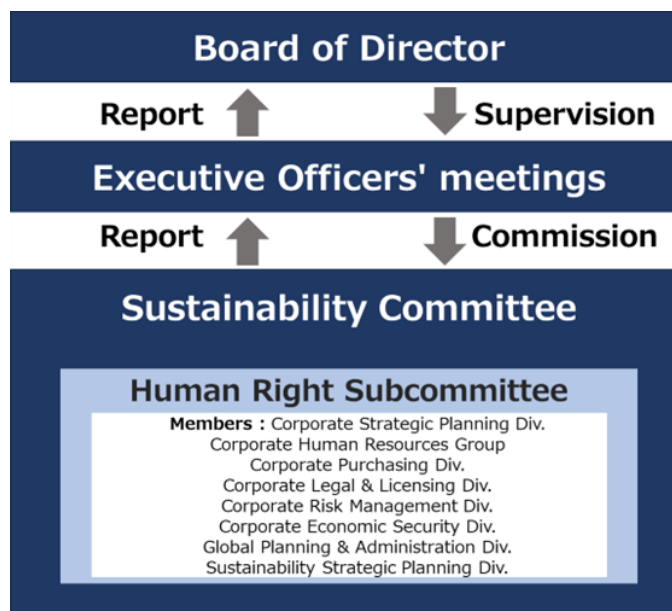 Board of Director
Report Supervision
Executive Officers' meetings
Report Commission
Sustainability Committee
Human Right Subcommittee
Members : Corporate Strategic Planning Div.
Corporate Human Resources Group
Corporate Purchasing Div.
Corporate Legal & Licensing Div.
Corporate Risk Management Div.
Corporate Economic Security Div.
Global Planning & Administration Div.
Sustainability Strategic Planning Div.